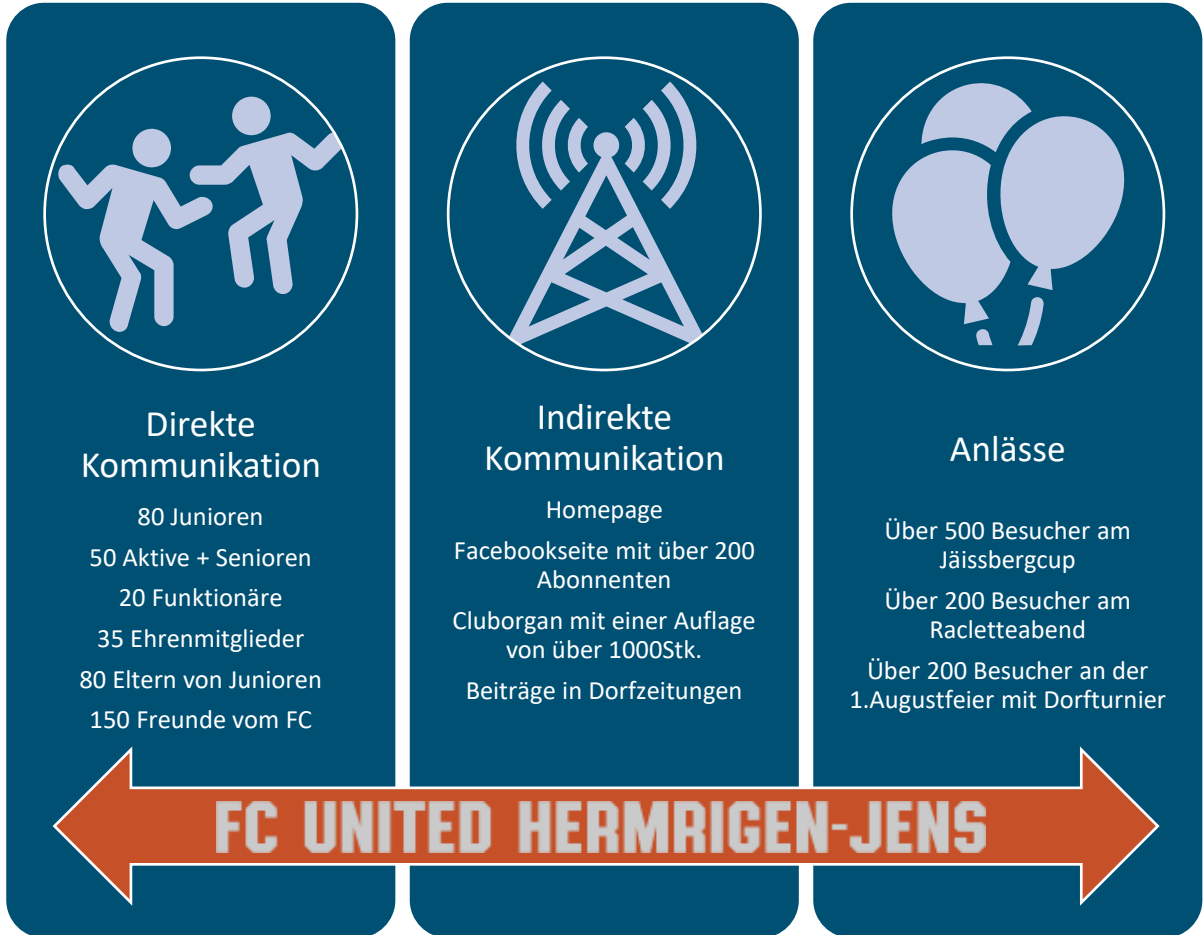 Direkte
Kommunikation
80 Junioren
50 Aktive + Senioren
20 Funktionäre
35 Ehrenmitglieder
80 Eltern von Junioren
150 Freunde vom FC
Indirekte
Kommunikation
Homepage
Facebookseite mit über 200
Abonnenten
Cluborgan mit einer Auflage
von über 1000Stk.
Beiträge in Dorfzeitungen
Anlässe
Über 500 Besucher am
Jäissbergcup
Über 200 Besucher am
Racletteabend
Über 200 Besucher an der
1.Augustfeier mit Dorfturnier
FC UNITED HERMRIGEN-JENS